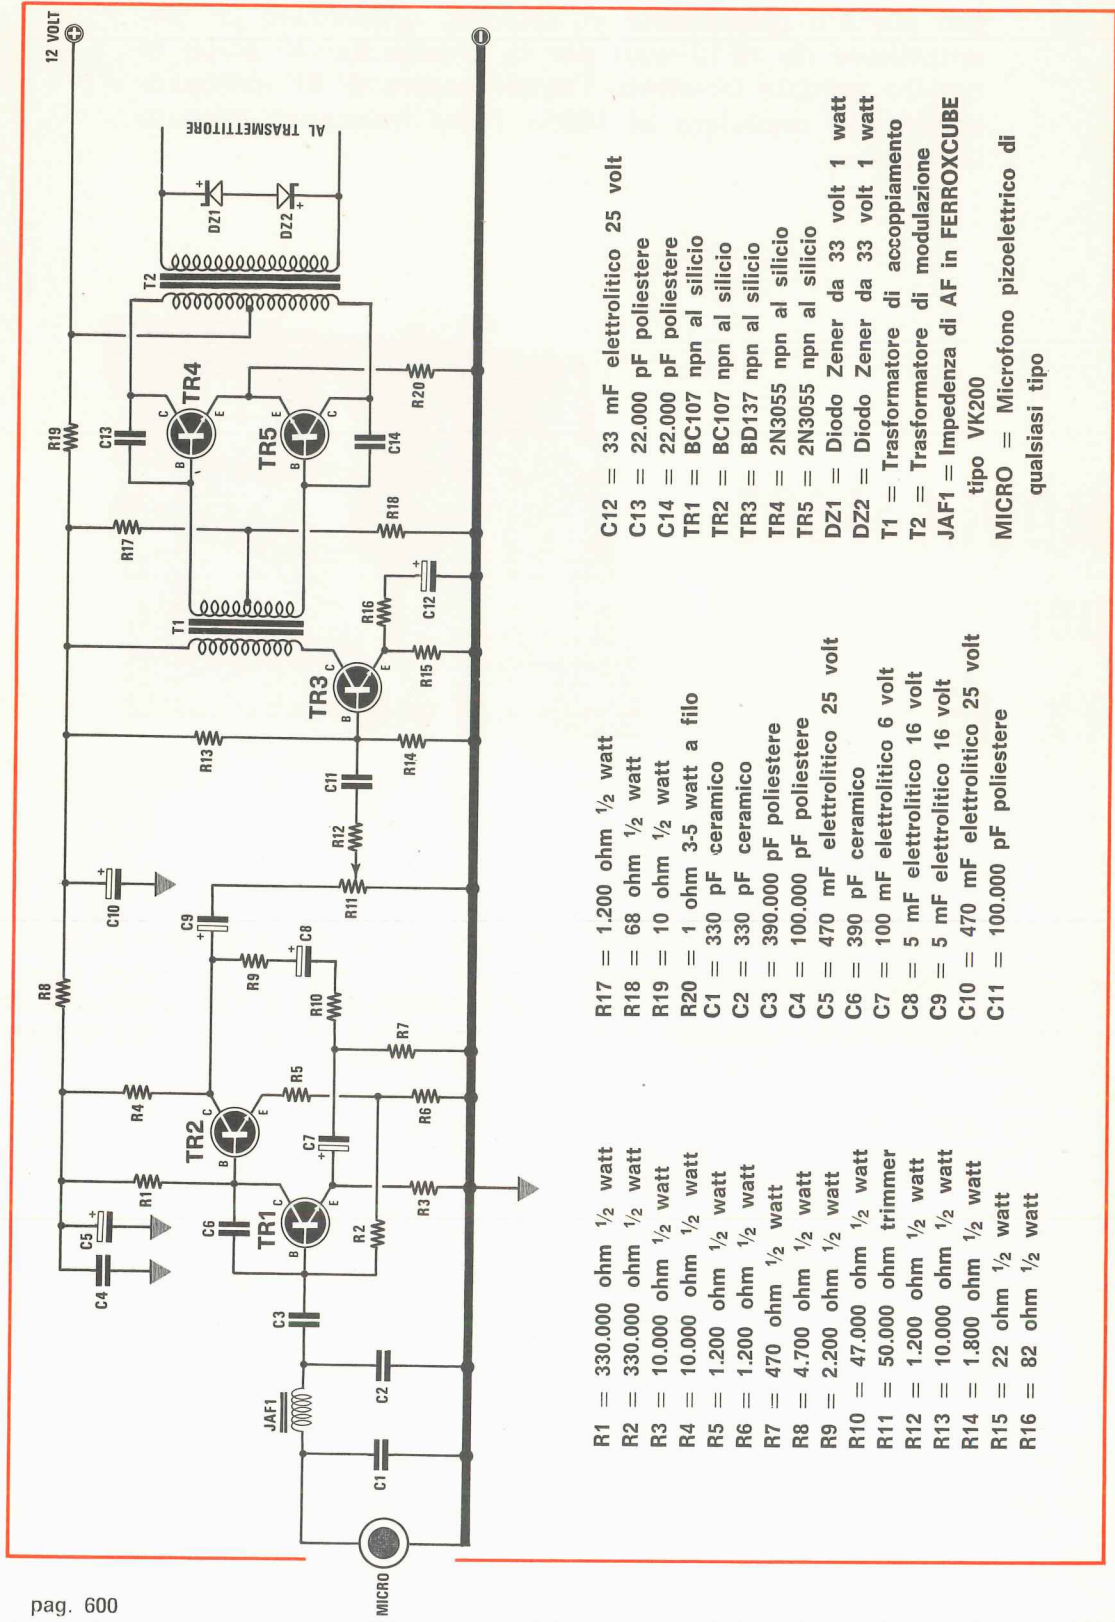 12 VOLT
+
−
AL TRASMETTITORE
DZ1
+
DZ2
+
T2
R19
C13
TR4
C
B
E
TR5
E
B
C
C14
R20
R17
R18
T1
R16
C12
+
TR3
C
B
E
R15
R13
R14
C11
R12
R11
C10
+
C9
+
R8
R9
C8
+
R10
R7
R4
TR2
C
B
E
R5
R6
C7
+
R1
C5
+
C4
C6
TR1
C
B
E
R2
R3
C3
JAF1
C2
C1
MICRO
R1 = 330.000 ohm 1/2 watt
R2 = 330.000 ohm 1/2 watt
R3 = 10.000 ohm 1/2 watt
R4 = 10.000 ohm 1/2 watt
R5 = 1.200 ohm 1/2 watt
R6 = 1.200 ohm 1/2 watt
R7 = 470 ohm 1/2 watt
R8 = 4.700 ohm 1/2 watt
R9 = 2.200 ohm 1/2 watt
R10 = 47.000 ohm 1/2 watt
R11 = 50.000 ohm trimmer
R12 = 1.200 ohm 1/2 watt
R13 = 10.000 ohm 1/2 watt
R14 = 1.800 ohm 1/2 watt
R15 = 22 ohm 1/2 watt
R16 = 82 ohm 1/2 watt
R17 = 1.200 ohm 1/2 watt
R18 = 68 ohm 1/2 watt
R19 = 10 ohm 1/2 watt
R20 = 1 ohm 3-5 watt a filo
C1 = 330 pF ceramico
C2 = 330 pF ceramico
C3 = 390.000 pF poliestere
C4 = 100.000 pF poliestere
C5 = 470 mF elettrolitico 25 volt
C6 = 390 pF ceramico
C7 = 100 mF elettrolitico 6 volt
C8 = 5 mF elettrolitico 16 volt
C9 = 5 mF elettrolitico 16 volt
C10 = 470 mF elettrolitico 25 volt
C11 = 100.000 pF poliestere
C12 = 33 mF elettrolitico 25 volt
C13 = 22.000 pF poliestere
C14 = 22.000 pF poliestere
TR1 = BC107 npn al silicio
TR2 = BC107 npn al silicio
TR3 = BD137 npn al silicio
TR4 = 2N3055 npn al silicio
TR5 = 2N3055 npn al silicio
DZ1 = Diodo Zener da 33 volt 1 watt
DZ2 = Diodo Zener da 33 volt 1 watt
T1 = Trasformatore di accoppiamento
T2 = Trasformatore di modulazione
JAF1 = Impedenza di AF in FERROXCUBE
tipo VK200
MICRO = Microfono pizoelettrico di
qualsiasi tipo
pag. 600